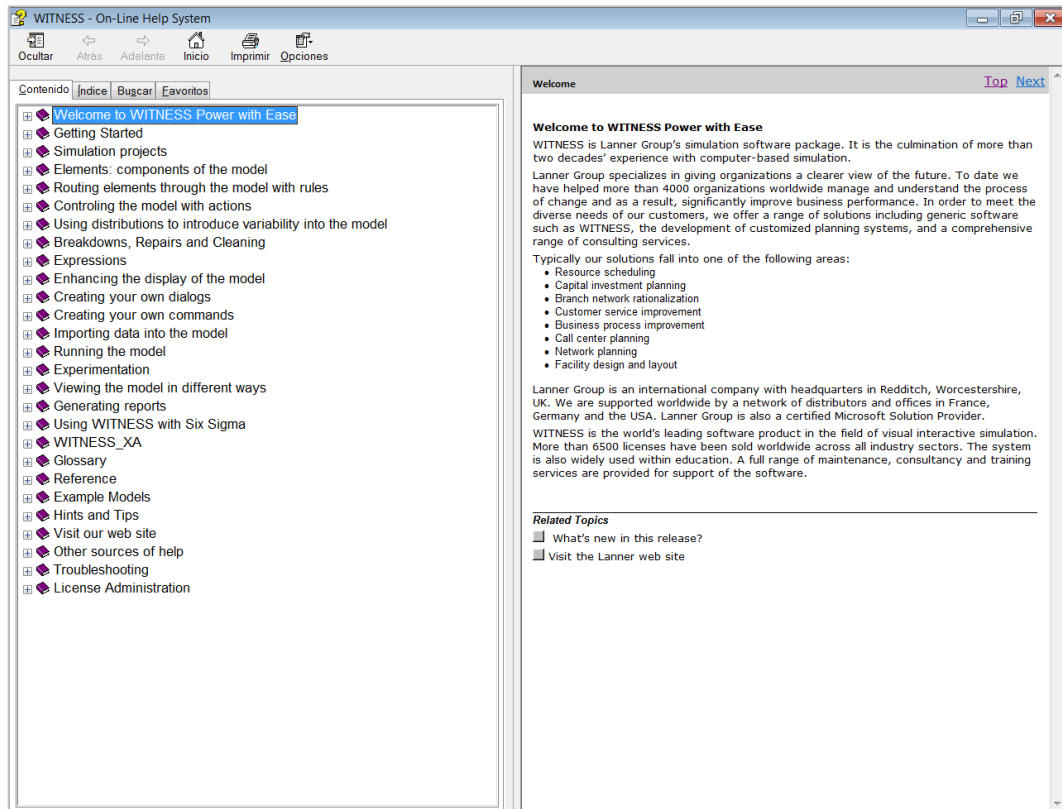 WITNESS - On-Line Help System
Ocultar Atrás Adelante Inicio Imprimir Opciones
Contenido Índice Buscar Favoritos
Welcome to WITNESS Power with Ease
Getting Started
Simulation projects
Elements: components of the model
Routing elements through the model with rules
Controling the model with actions
Using distributions to introduce variability into the model
Breakdowns, Repairs and Cleaning
Expressions
Enhancing the display of the model
Creating your own dialogs
Creating your own commands
Importing data into the model
Running the model
Experimentation
Viewing the model in different ways
Generating reports
Using WITNESS with Six Sigma
WITNESS_XA
Glossary
Reference
Example Models
Hints and Tips
Visit our web site
Other sources of help
Troubleshooting
License Administration
Welcome Top Next
Welcome to WITNESS Power with Ease
WITNESS is Lanner Group's simulation software package. It is the culmination of more than
two decades' experience with computer-based simulation.
Lanner Group specializes in giving organizations a clearer view of the future. To date we
have helped more than 4000 organizations worldwide manage and understand the process
of change and as a result, significantly improve business performance. In order to meet the
diverse needs of our customers, we offer a range of solutions including generic software
such as WITNESS, the development of customized planning systems, and a comprehensive
range of consulting services.
Typically our solutions fall into one of the following areas:
• Resource scheduling
• Capital investment planning
• Branch network rationalization
• Customer service improvement
• Business process improvement
• Call center planning
• Network planning
• Facility design and layout
Lanner Group is an international company with headquarters in Redditch, Worcestershire,
UK. We are supported worldwide by a network of distributors and offices in France,
Germany and the USA. Lanner Group is also a certified Microsoft Solution Provider.
WITNESS is the world's leading software product in the field of visual interactive simulation.
More than 6500 licenses have been sold worldwide across all industry sectors. The system
is also widely used within education. A full range of maintenance, consultancy and training
services are provided for support of the software.
Related Topics
What's new in this release?
Visit the Lanner web site